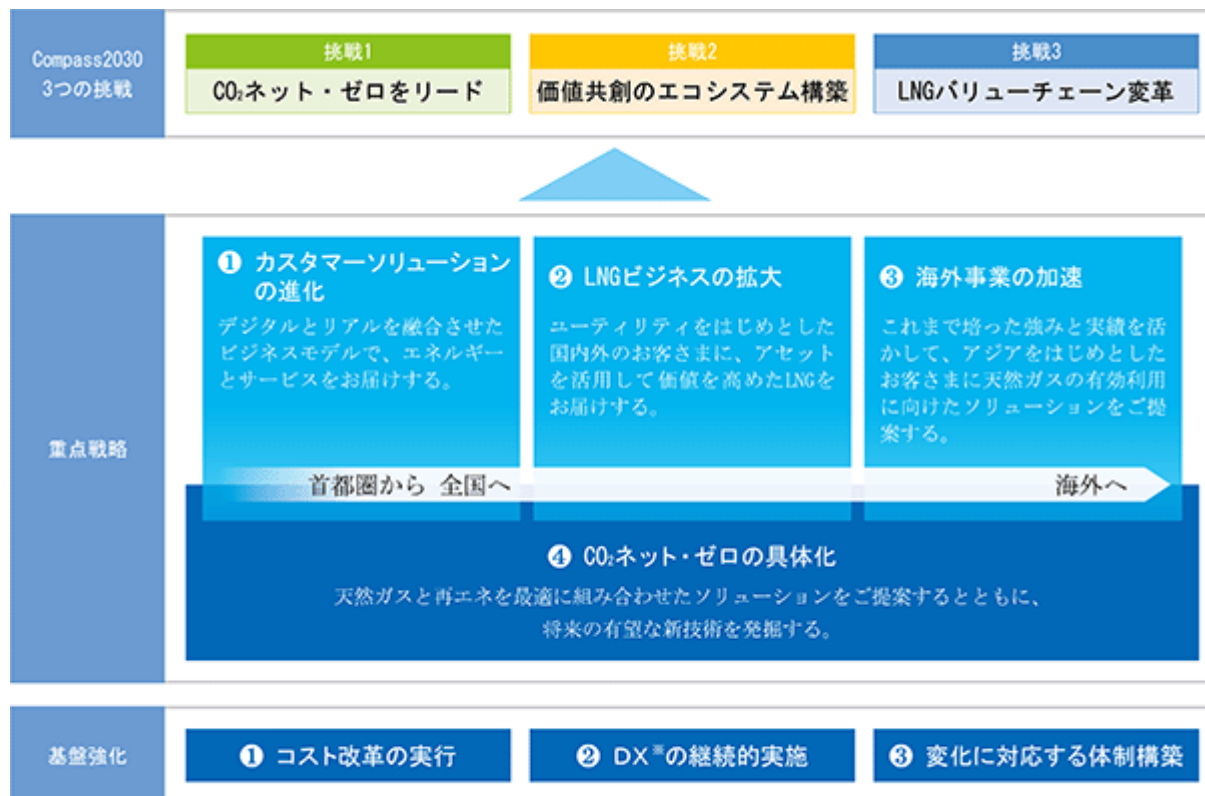 Compass2030
3つの挑戦
挑戦1
CO₂ネット・ゼロをリード
挑戦2
価値共創のエコシステム構築
挑戦3
LNGバリューチェーン変革
重点戦略
❶ カスタマーソリューション
の進化
デジタルとリアルを融合させた
ビジネスモデルで、エネルギー
とサービスをお届けする。
❷ LNGビジネスの拡大
ユーティリティをはじめとした
国内外のお客さまに、アセット
を活用して価値を高めたLNGを
お届けする。
❸ 海外事業の加速
これまで培った強みと実績を活
かして、アジアをはじめとした
お客さまに天然ガスの有効利用
に向けたソリューションをご提
案する。
首都圏から 全国へ
海外へ
❹ CO₂ネット・ゼロの具体化
天然ガスと再エネを最適に組み合わせたソリューションをご提案するとともに、
将来の有望な新技術を発掘する。
基盤強化
❶ コスト改革の実行
❷ DX※の継続的実施
❸ 変化に対応する体制構築